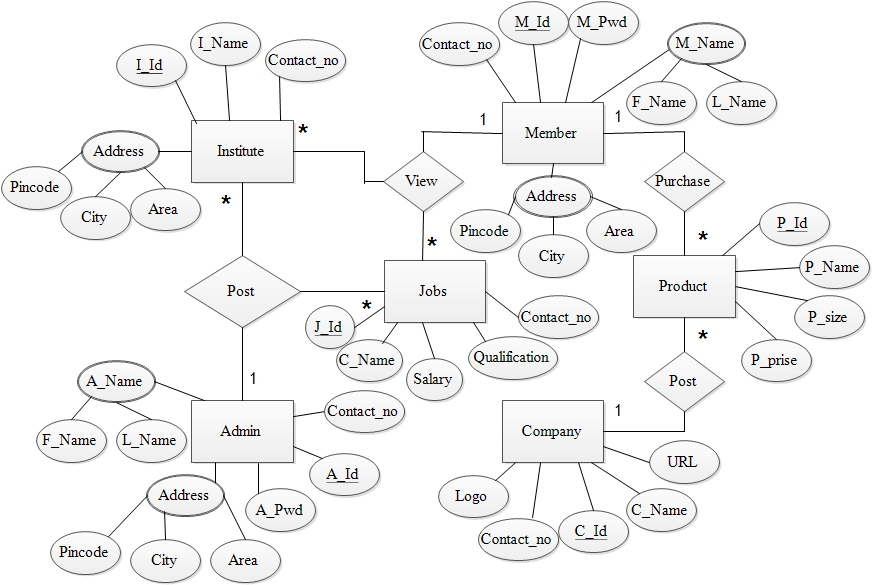 M_Id
M_Pwd
I_Name
Contact_no
M_Name
I_Id
Contact_no
F_Name
L_Name
1
1
*
Member
Address
Institute
Pincode
View
Purchase
Address
*
City
Area
Pincode
Area
P_Id
*
*
City
P_Name
Post
Jobs
Product
*
Contact_no
P_size
J_Id
*
C_Name
Qualification
P_prise
Salary
Post
A_Name
1
Contact_no
1
F_Name
L_Name
Admin
Company
URL
A_Id
Address
Logo
A_Pwd
C_Name
Contact_no
C_Id
Pincode
City
Area